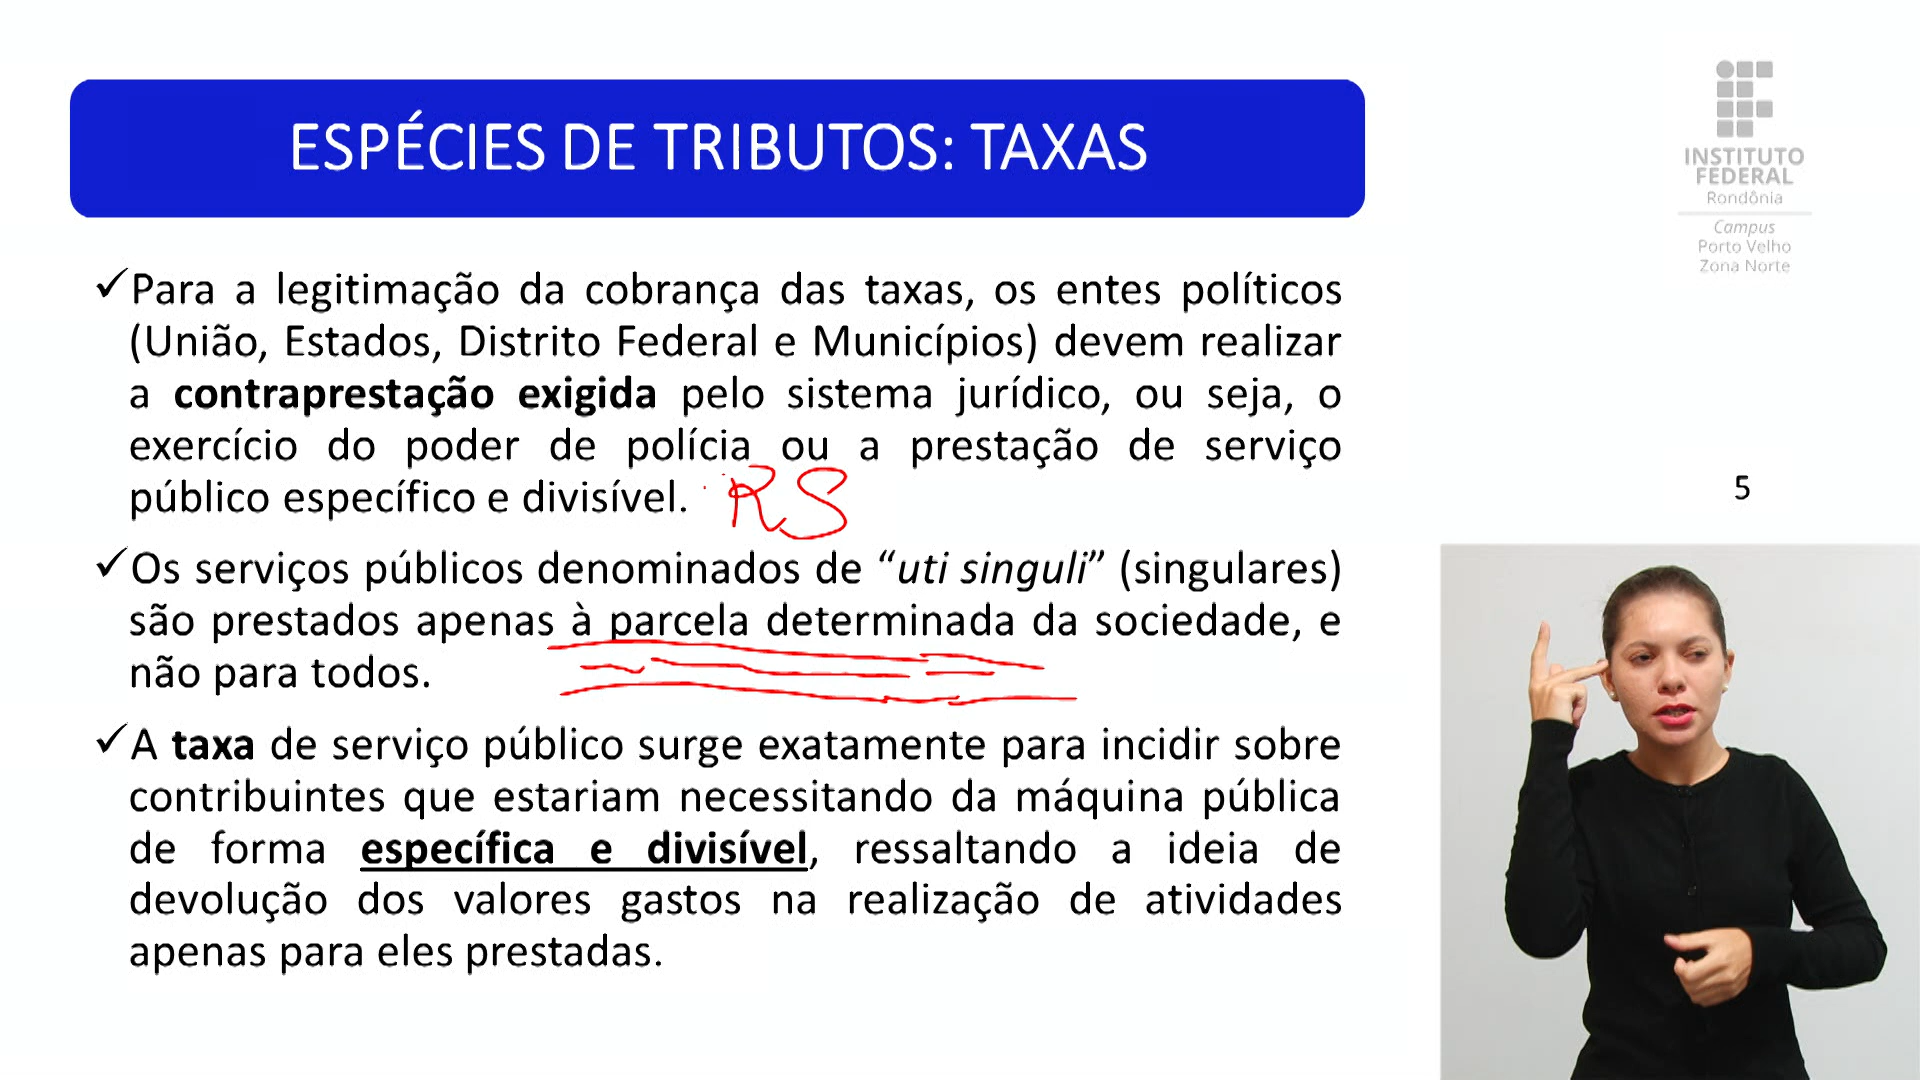 ESPÉCIES DE TRIBUTOS: TAXAS
INSTITUTO
FEDERAL
Rondônia
Campus
Porto Velho
Zona Norte
✓Para a legitimação da cobrança das taxas, os entes políticos
(União, Estados, Distrito Federal e Municípios) devem realizar
a contraprestação exigida pelo sistema jurídico, ou seja, o
exercício do poder de polícia ou a prestação de serviço
público específico e divisível. RS
5
✓Os serviços públicos denominados de “uti singuli” (singulares)
são prestados apenas à parcela determinada da sociedade, e
não para todos.
✓A taxa de serviço público surge exatamente para incidir sobre
contribuintes que estariam necessitando da máquina pública
de forma específica e divisível, ressaltando a ideia de
devolução dos valores gastos na realização de atividades
apenas para eles prestadas.